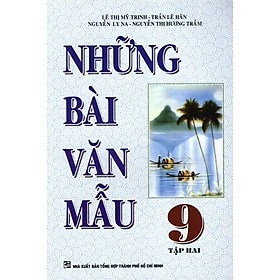 LÊ THỊ MỸ TRINH - TRẦN LÊ HÂN
NGUYỄN LY NA - NGUYỄN THỊ HƯƠNG TRẦM
NHỮNG
BÀI
VĂN
MẪU
9
TẬP HAI
NHÀ XUẤT BẢN TỔNG HỢP THÀNH PHỐ HỒ CHÍ MINH